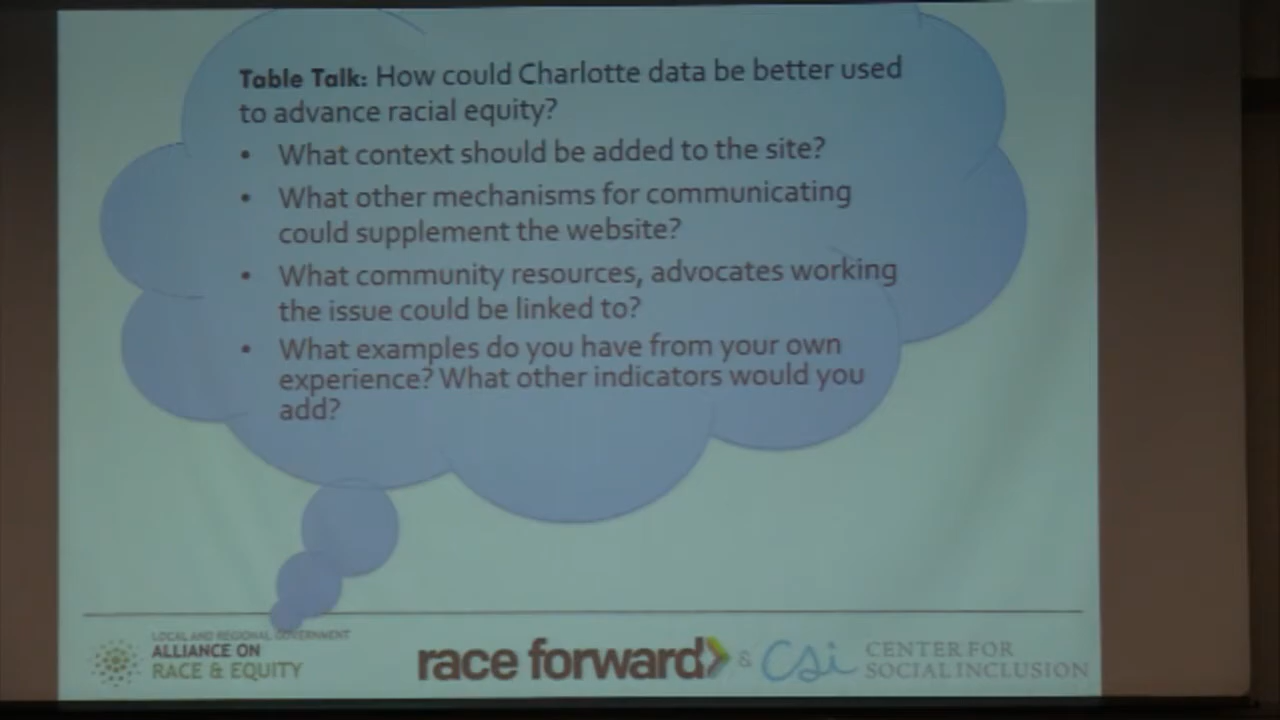 Table Talk: How could Charlotte data be better used
to advance racial equity?
• What context should be added to the site?
• What other mechanisms for communicating
could supplement the website?
• What community resources, advocates working
the issue could be linked to?
• What examples do you have from your own
experience? What other indicators would you
add?
LOCAL AND REGIONAL GOVERNMENT
ALLIANCE ON
RACE & EQUITY
race forward & csi
CENTER FOR
SOCIAL INCLUSION